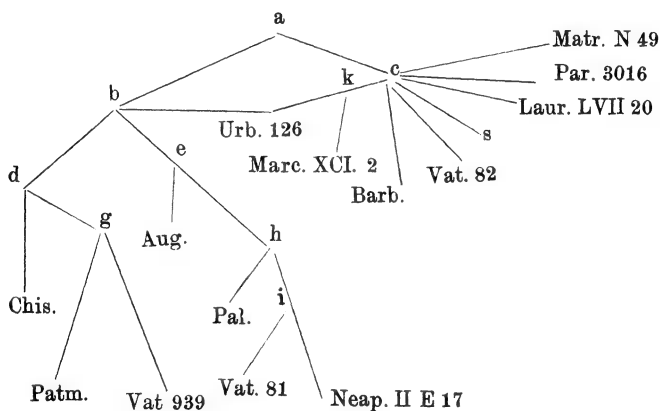 a
Matr. N 49
c
Par. 3016
k
b
Laur. LVII 20
Urb. 126
s
e
Marc. XCI. 2
Vat. 82
d
Barb.
g
Aug.
h
Chis.
Pal.
i
Patm.
Vat 939
Vat. 81
Neap. II E 17